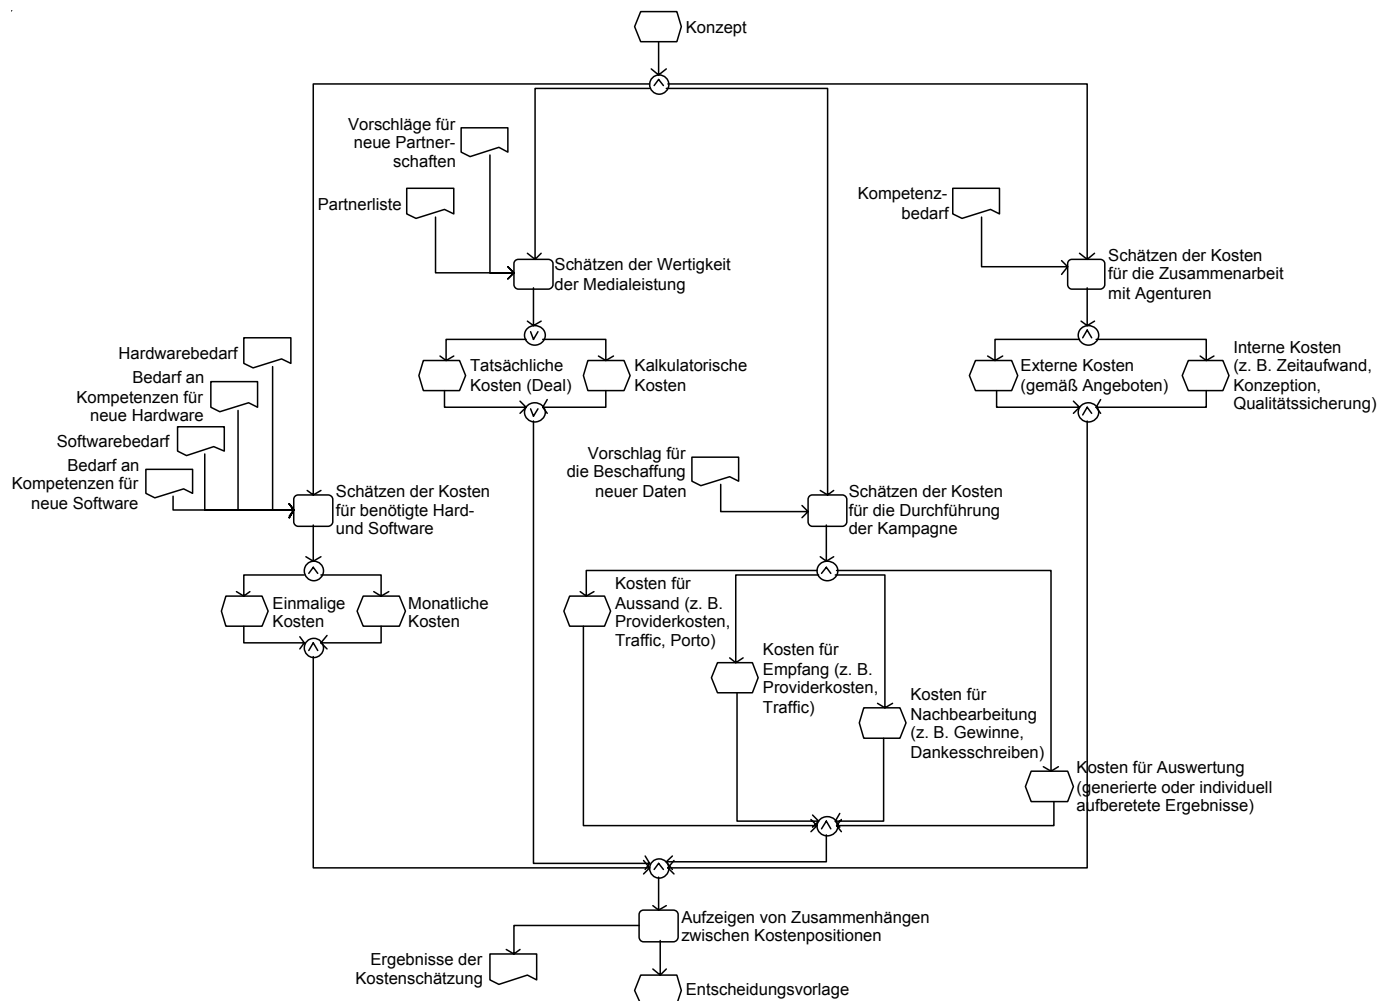 Konzept
Vorschläge für
neue Partner-
schaften
Partnerliste
Kompetenz-
bedarf
Schätzen der Wertigkeit
der Medialeistung
Schätzen der Kosten
für die Zusammenarbeit
mit Agenturen
Hardwarebedarf
Bedarf an
Kompetenzen für
neue Hardware
Softwarebedarf
Bedarf an
Kompetenzen für
neue Software
Tatsächliche
Kosten (Deal)
Kalkulatorische
Kosten
Externe Kosten
(gemäß Angeboten)
Interne Kosten
(z. B. Zeitaufwand,
Konzeption,
Qualitätssicherung)
Schätzen der Kosten
für benötigte Hard-
und Software
Vorschlag für
die Beschaffung
neuer Daten
Schätzen der Kosten
für die Durchführung
der Kampagne
Einmalige
Kosten
Monatliche
Kosten
Kosten für
Aussand (z. B.
Providerkosten,
Traffic, Porto)
Kosten für
Empfang (z. B.
Providerkosten,
Traffic)
Kosten für
Nachbearbeitung
(z. B. Gewinne,
Dankesschreiben)
Kosten für Auswertung
(generierte oder individuell
aufberetete Ergebnisse)
Aufzeigen von Zusammenhängen
zwischen Kostenpositionen
Ergebnisse der
Kostenschätzung
Entscheidungsvorlage